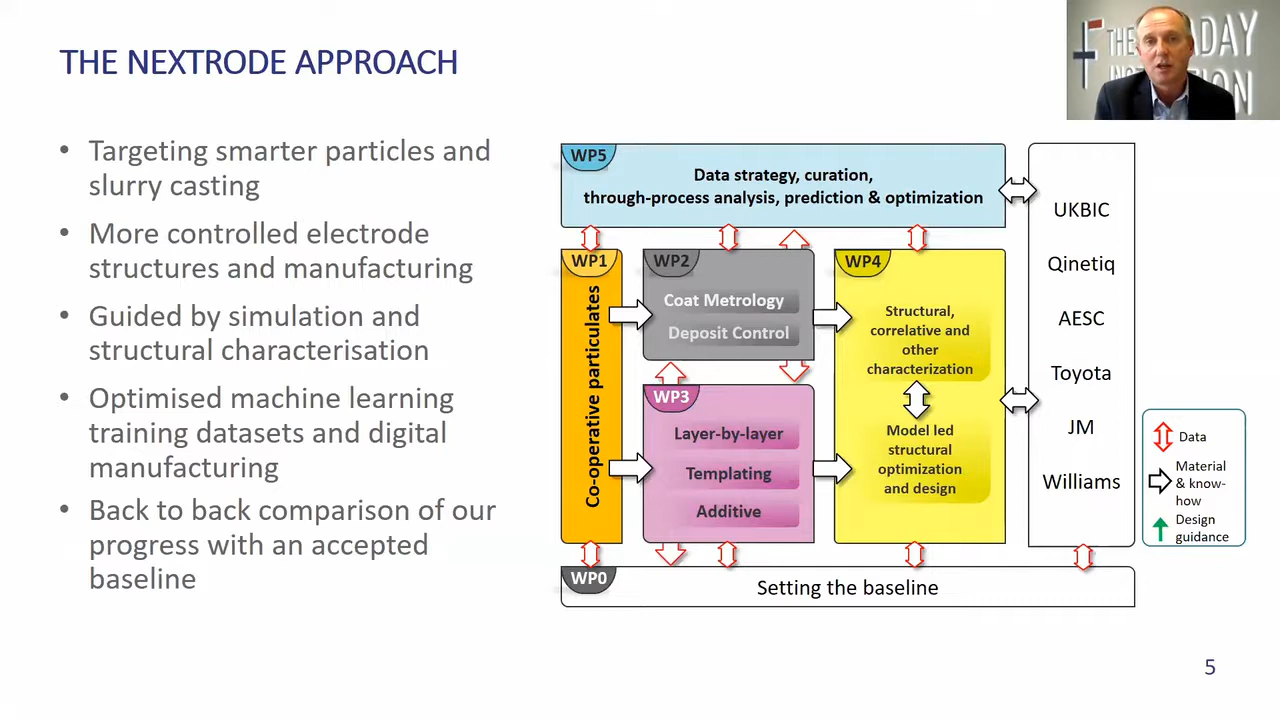 THE NEXTRODE APPROACH
• Targeting smarter particles and
slurry casting
• More controlled electrode
structures and manufacturing
• Guided by simulation and
structural characterisation
• Optimised machine learning
training datasets and digital
manufacturing
• Back to back comparison of our
progress with an accepted
baseline
WP5
Data strategy, curation,
through-process analysis, prediction & optimization
WP1
Co-operative particulates
WP2
Coat Metrology
Deposit Control
WP3
Layer-by-layer
Templating
Additive
WP4
Structural,
correlative and
other
characterization
Model led
structural
optimization
and design
UKBIC
Qinetiq
AESC
Toyota
JM
Williams
Data
Material
& know-
how
Design
guidance
WP0
Setting the baseline
5
THE